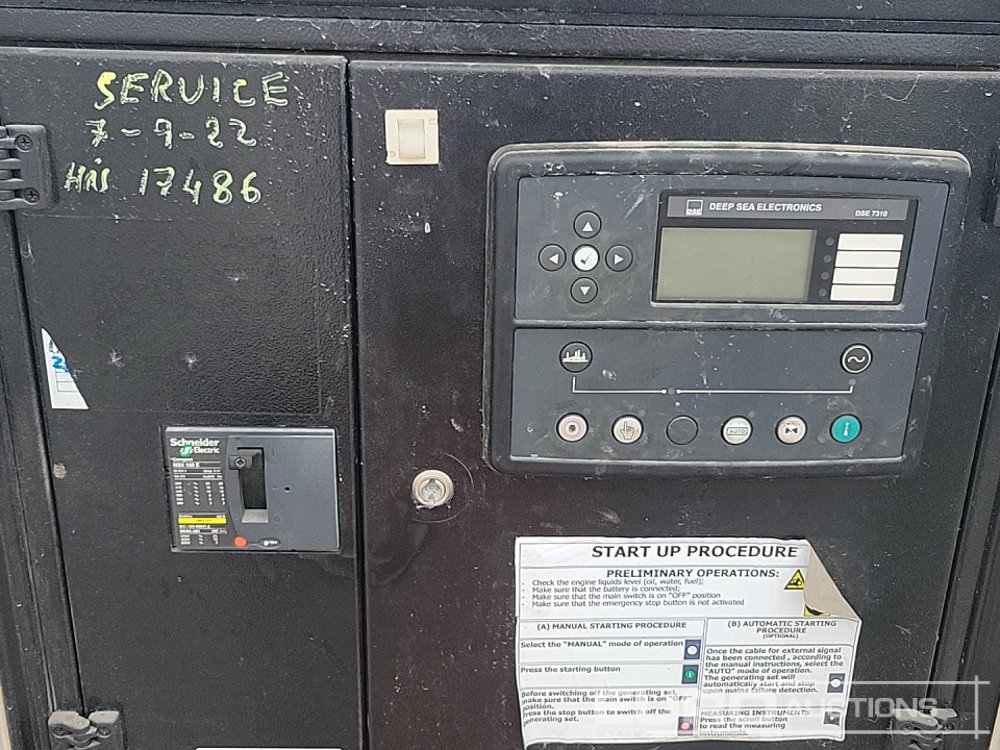 SERVICE
7-9-22
HRS 17486
DSE
DEEP SEA ELECTRONICS
DSE 7310
AUTO
Schneider
Electric
Compact
START UP PROCEDURE
PRELIMINARY OPERATIONS:
- Check the engine liquids level (oil, water, fuel);
- Make sure that the battery is connected;
- Make sure that the main switch is on "OFF" position
- Make sure that the emergency stop button is not activated
(A) MANUAL STARTING PROCEDURE
Select the "MANUAL" mode of operation
Press the starting button
Before switching off the generating set,
make sure that the main switch is on "OFF"
position.
Press the stop button to switch off the
generating set.
(B) AUTOMATIC STARTING
PROCEDURE
(OPTIONAL)
Once the cable for external signal
has been connected , according to
the manual instructions, select the
"AUTO" mode of operation.
The generating set will
automatically start and stop
upon mains failure detection.
MEASURING INSTRUMENTS
Press the scroll button
to read the measuring
instruments.
AUCTIONS